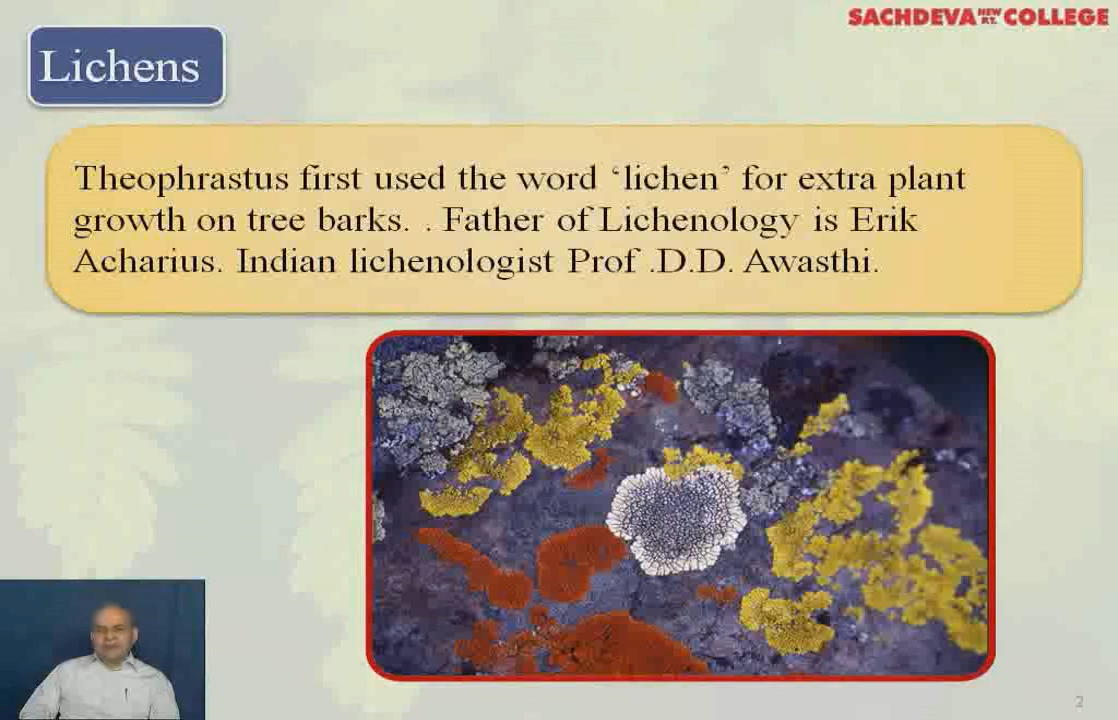 SACHDEVA NEW P.T. COLLEGE
Lichens
Theophrastus first used the word ‘lichen’ for extra plant
growth on tree barks. . Father of Lichenology is Erik
Acharius. Indian lichenologist Prof .D.D. Awasthi.
2